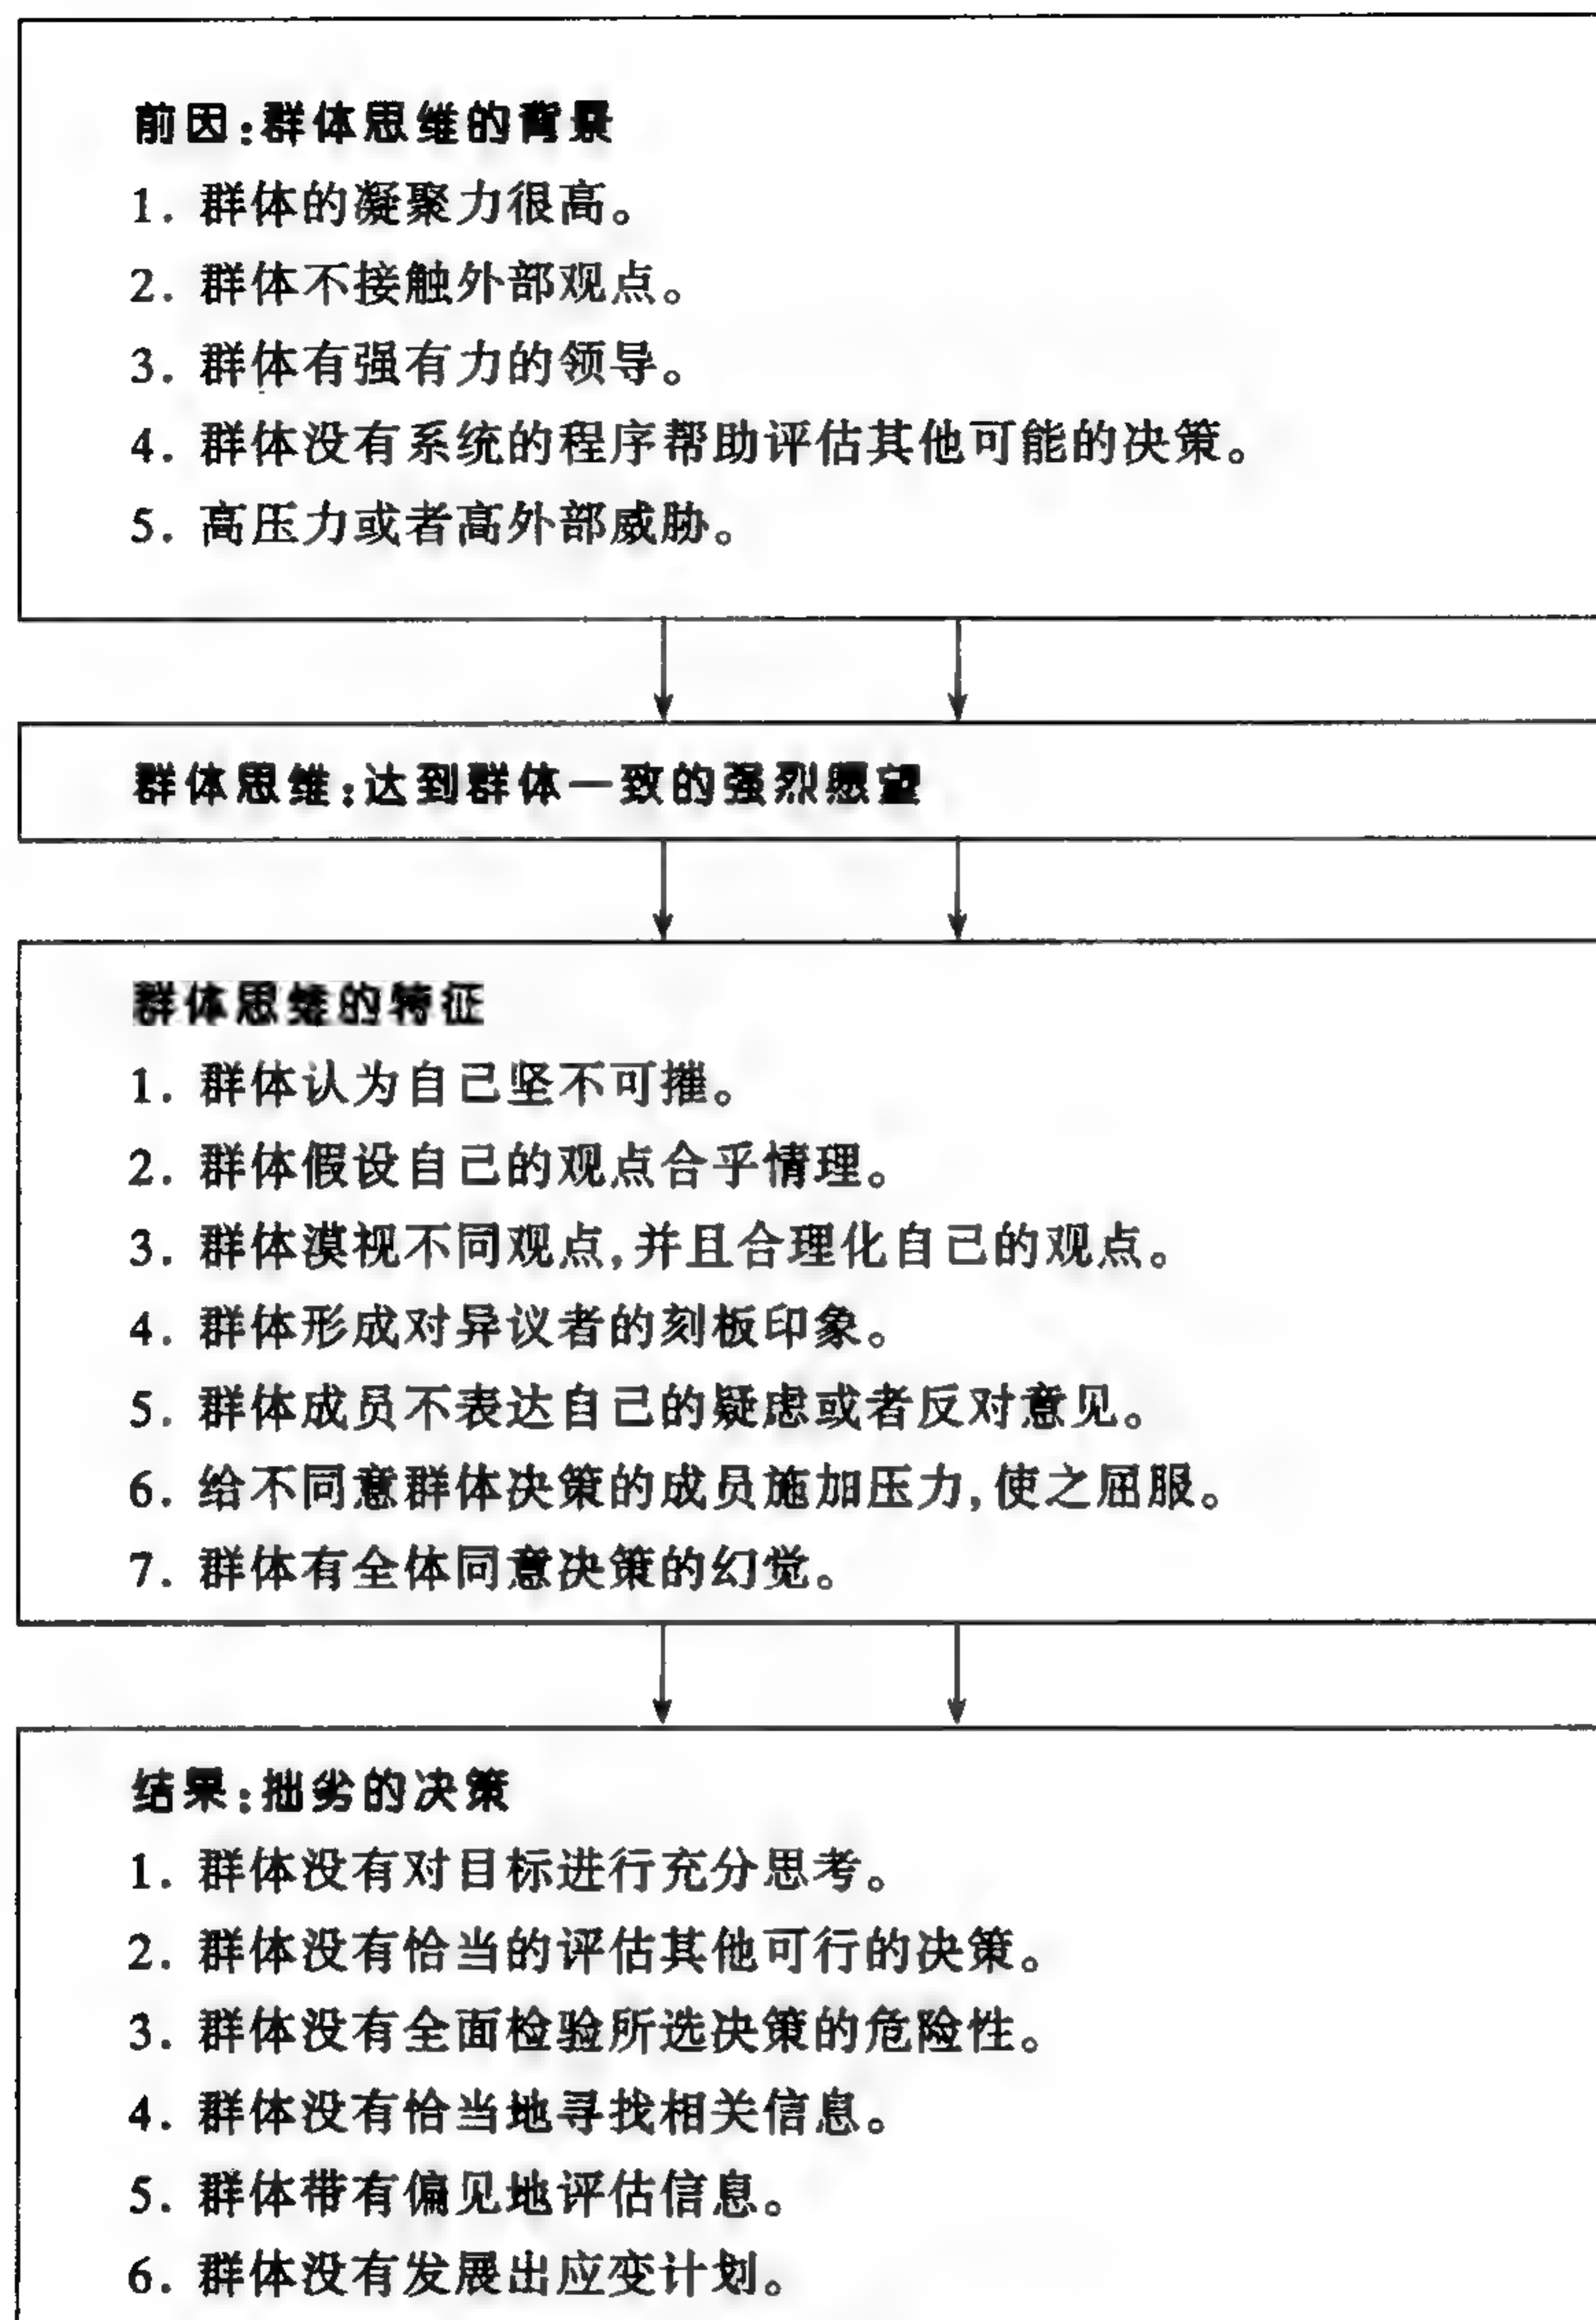 前因:群体思维的背景
1. 群体的凝聚力很高。
2. 群体不接触外部观点。
3. 群体有强有力的领导。
4. 群体没有系统的程序帮助评估其他可能的决策。
5. 高压力或者高外部威胁。
群体思维:达到群体一致的强烈愿望
群体思维的特征
1. 群体认为自己坚不可摧。
2. 群体假设自己的观点合乎情理。
3. 群体漠视不同观点,并且合理化自己的观点。
4. 群体形成对异议者的刻板印象。
5. 群体成员不表达自己的疑虑或者反对意见。
6. 给不同意群体决策的成员施加压力,使之屈服。
7. 群体有全体同意决策的幻觉。
结果:拙劣的决策
1. 群体没有对目标进行充分思考。
2. 群体没有恰当的评估其他可行的决策。
3. 群体没有全面检验所选决策的危险性。
4. 群体没有恰当地寻找相关信息。
5. 群体带有偏见地评估信息。
6. 群体没有发展出应变计划。